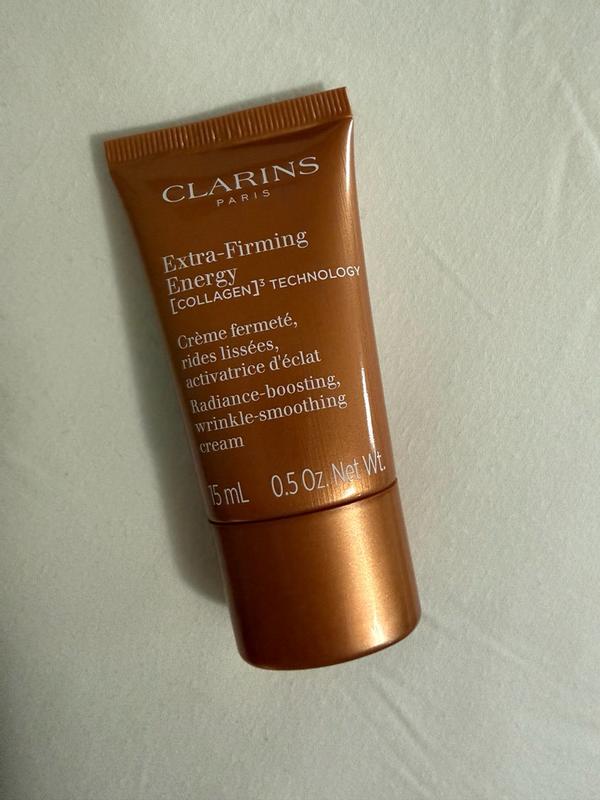 CLARINS
PARIS
Extra-Firming
Energy
[COLLAGEN]³ TECHNOLOGY
Crème fermeté,
rides lissées,
activatrice d'éclat
Radiance-boosting,
wrinkle-smoothing
cream
15 mL 0.5 Oz. Net Wt.